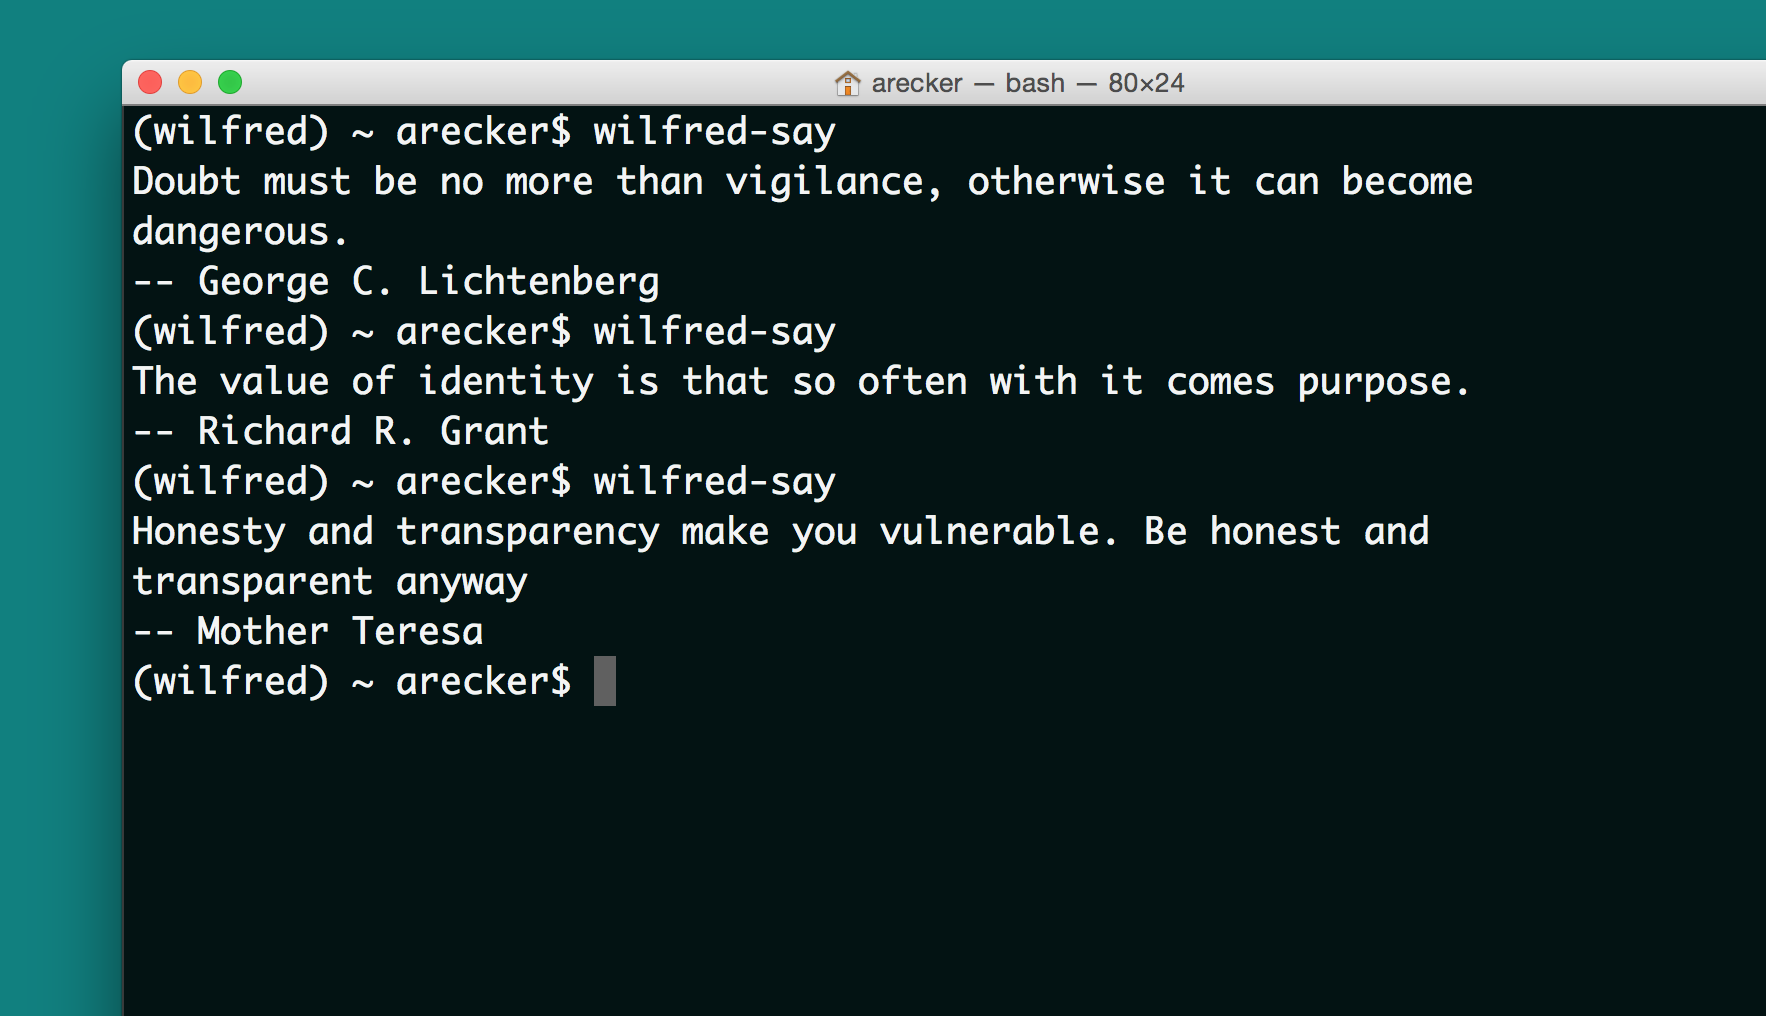 arecker — bash — 80×24
(wilfred) ~ arecker$ wilfred-say
Doubt must be no more than vigilance, otherwise it can become
dangerous.
-- George C. Lichtenberg
(wilfred) ~ arecker$ wilfred-say
The value of identity is that so often with it comes purpose.
-- Richard R. Grant
(wilfred) ~ arecker$ wilfred-say
Honesty and transparency make you vulnerable. Be honest and
transparent anyway
-- Mother Teresa
(wilfred) ~ arecker$